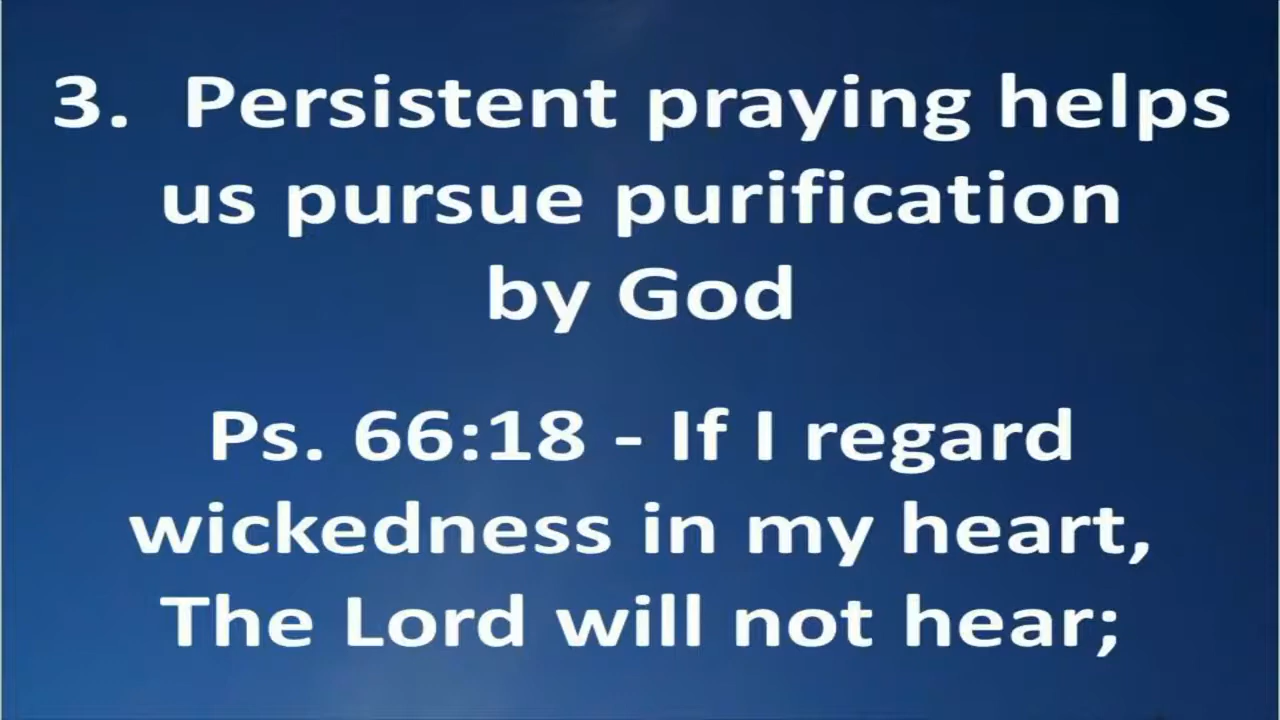 3. Persistent praying helps
us pursue purification
by God
Ps. 66:18 - If I regard
wickedness in my heart,
The Lord will not hear;